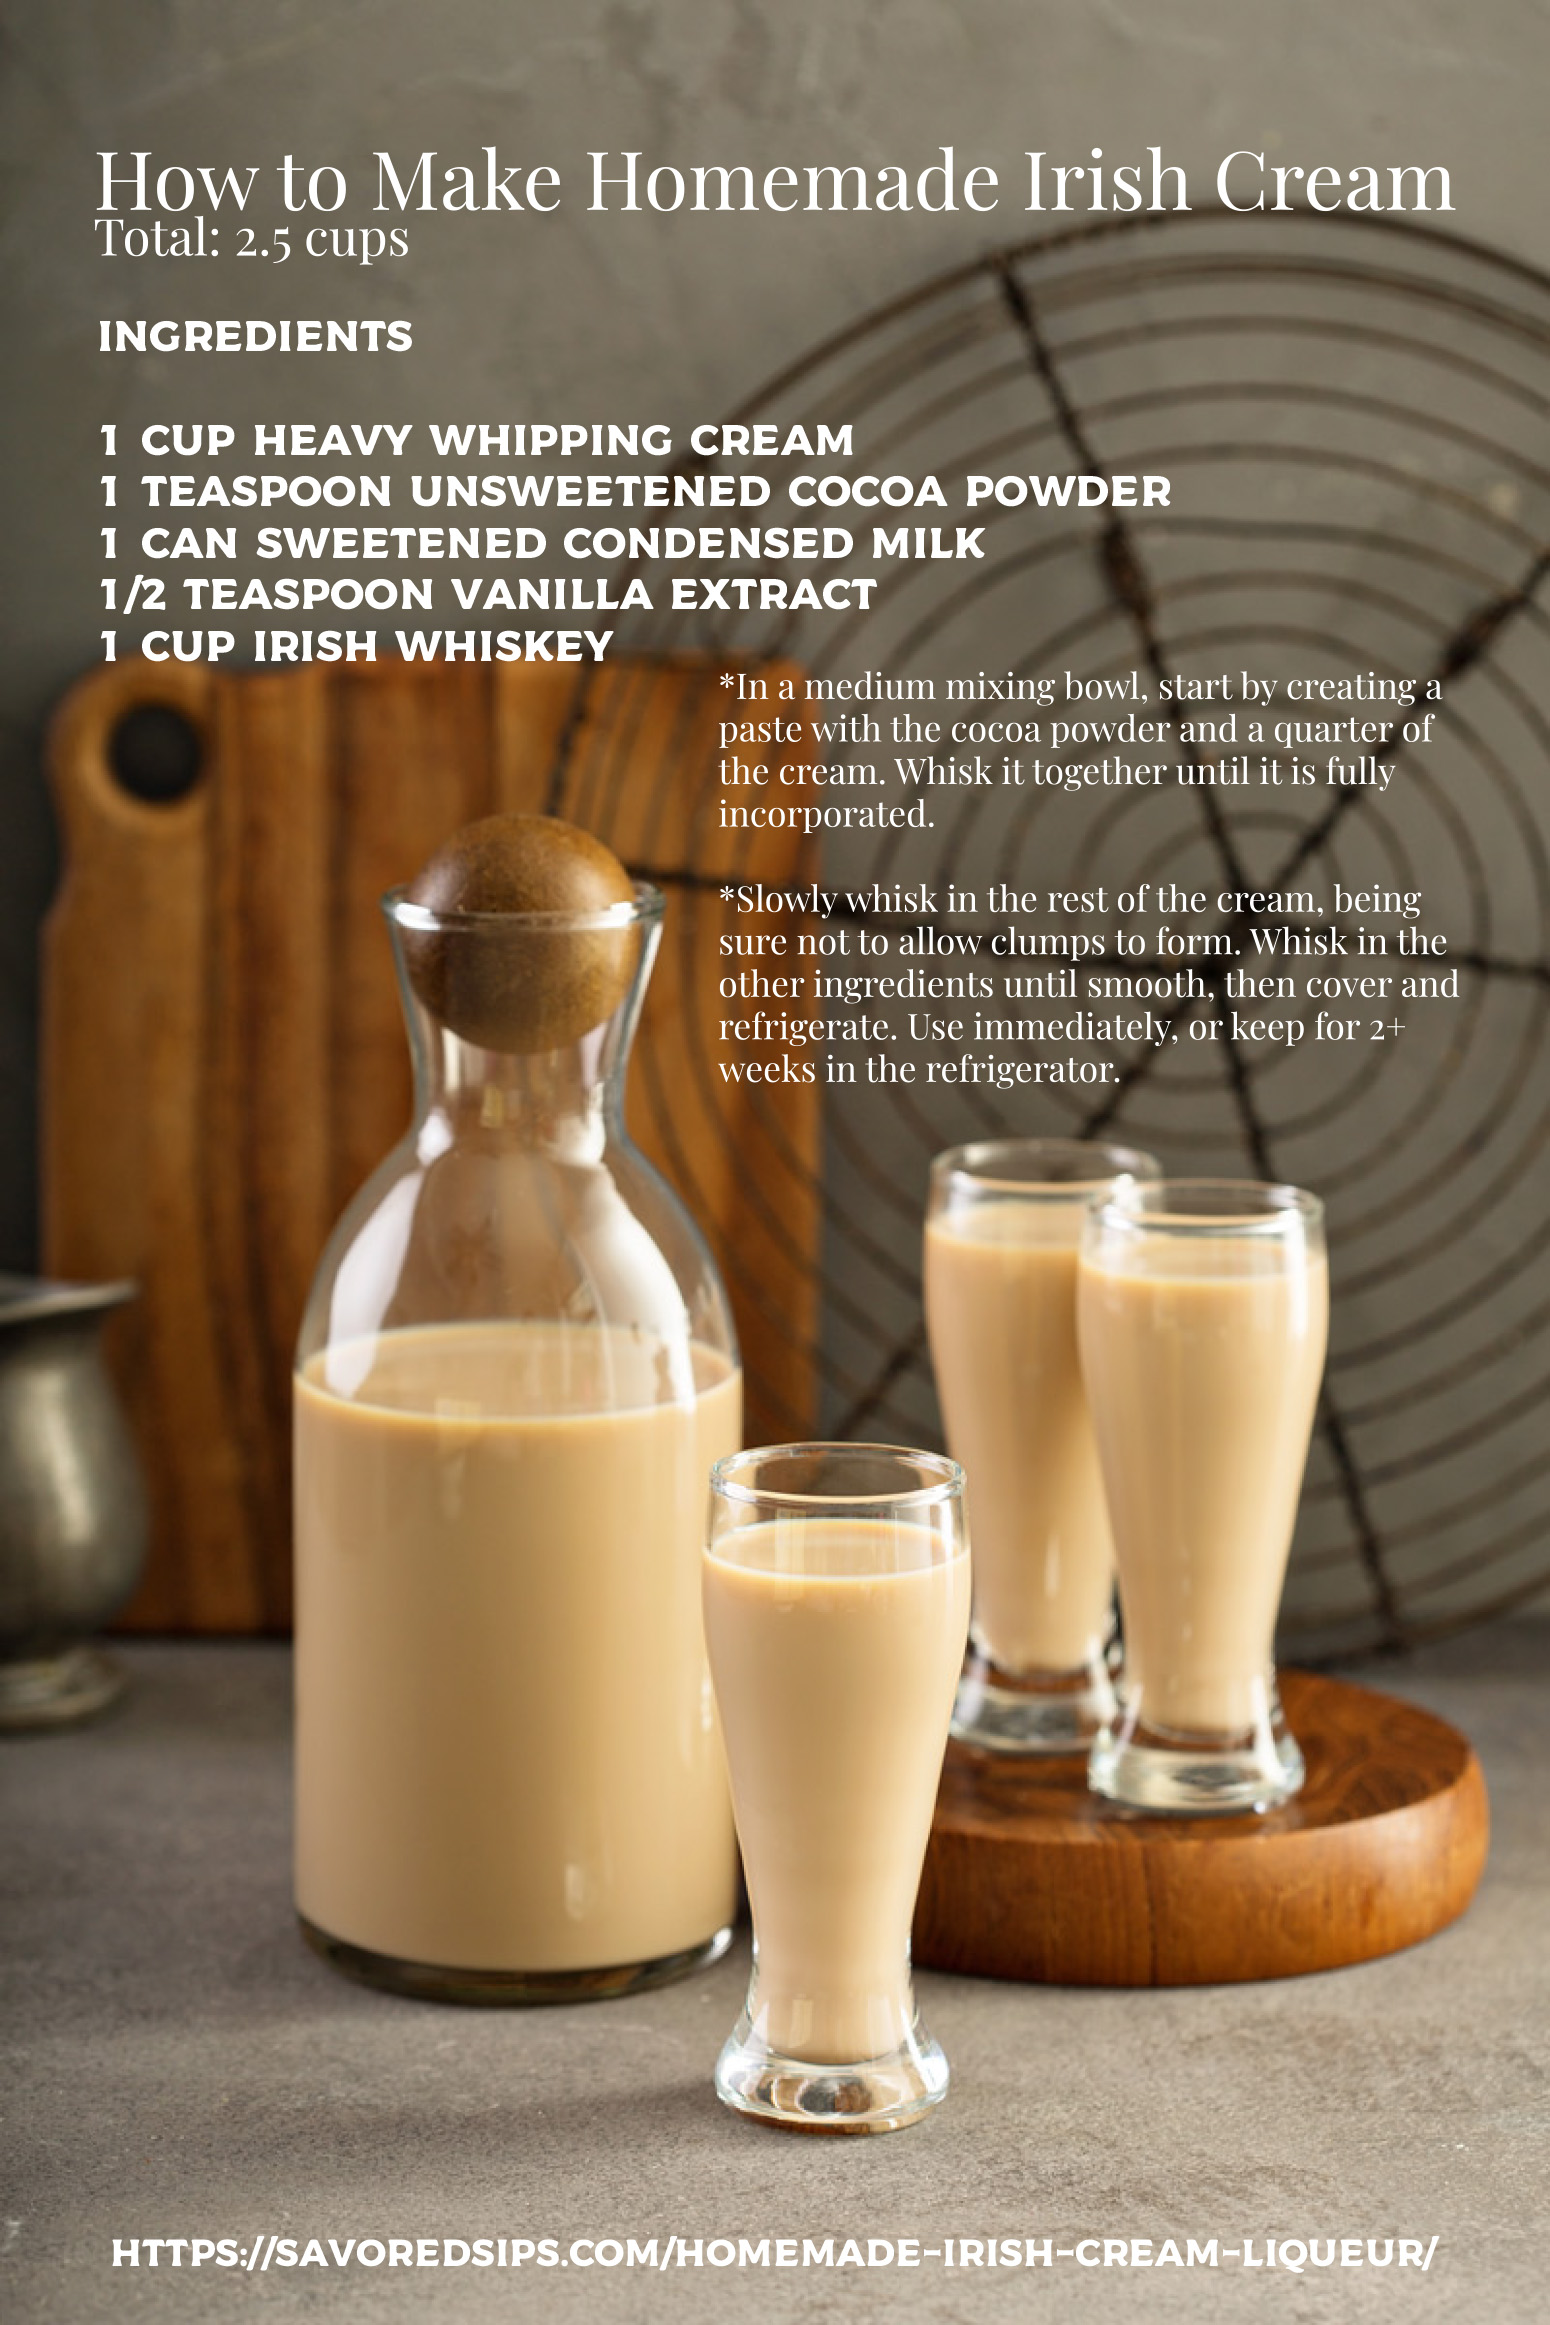 How to Make Homemade Irish Cream
Total: 2.5 cups
INGREDIENTS
1 CUP HEAVY WHIPPING CREAM
1 TEASPOON UNSWEETENED COCOA POWDER
1 CAN SWEETENED CONDENSED MILK
1/2 TEASPOON VANILLA EXTRACT
1 CUP IRISH WHISKEY
*In a medium mixing bowl, start by creating a
paste with the cocoa powder and a quarter of
the cream. Whisk it together until it is fully
incorporated.
*Slowly whisk in the rest of the cream, being
sure not to allow clumps to form. Whisk in the
other ingredients until smooth, then cover and
refrigerate. Use immediately, or keep for 2+
weeks in the refrigerator.
HTTPS://SAVOREDSIPS.COM/HOMEMADE-IRISH-CREAM-LIQUEUR/